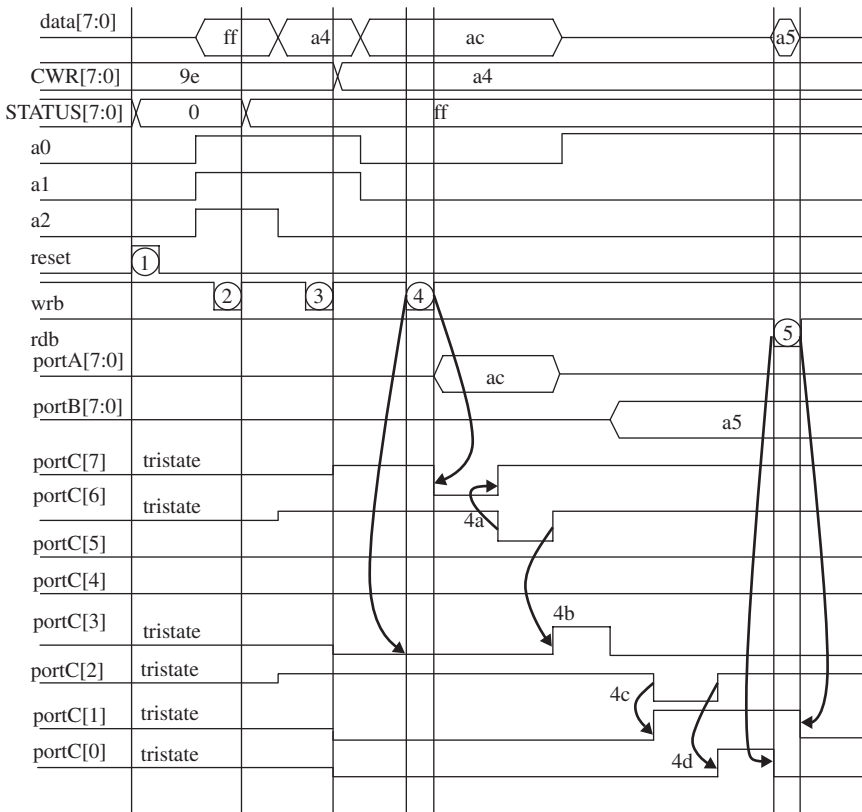 data[7:0] ff a4 ac a5
CWR[7:0] 9e a4
STATUS[7:0] 0 ff
a0
a1
a2
reset 1
wrb 2 3 4
rdb 5
portA[7:0] ac
portB[7:0] a5
portC[7] tristate
portC[6] tristate 4a
portC[5]
portC[4]
portC[3] tristate 4b
portC[2] tristate 4c
portC[1] tristate
portC[0] tristate 4d